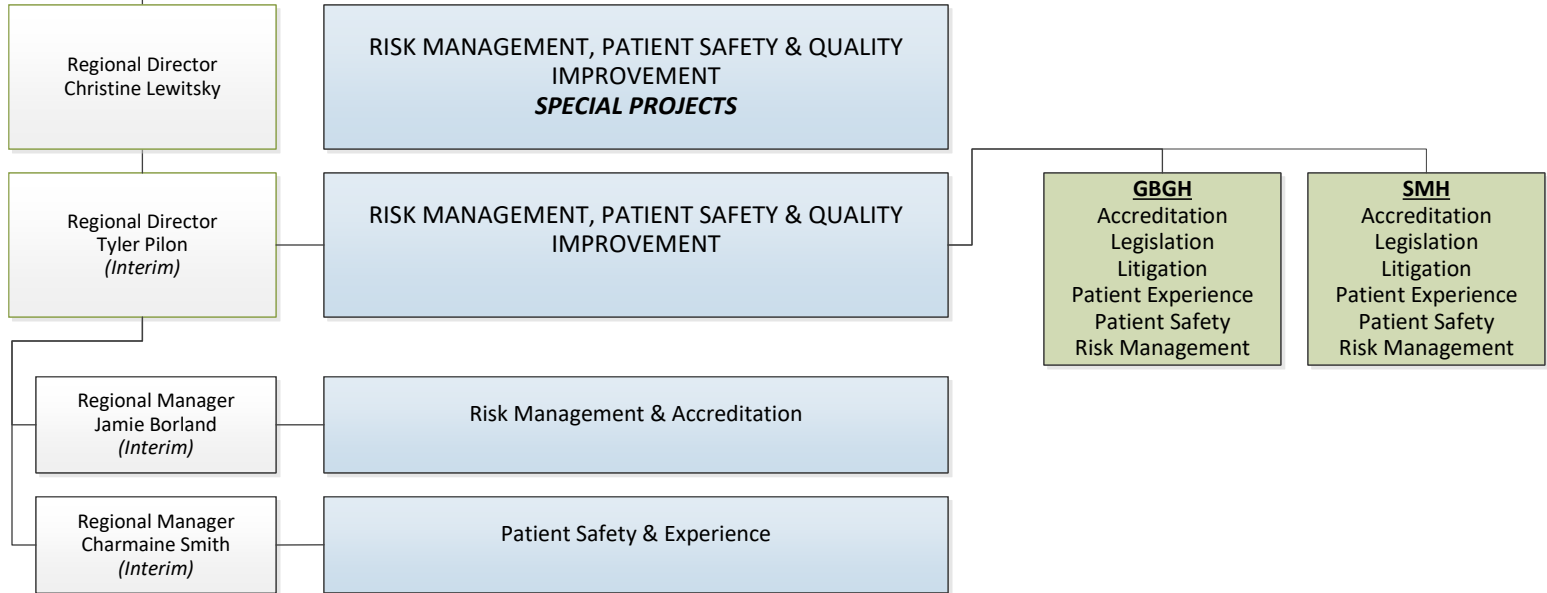 Regional Director
Christine Lewitsky
RISK MANAGEMENT, PATIENT SAFETY & QUALITY
IMPROVEMENT
SPECIAL PROJECTS
Regional Director
Tyler Pilon
(Interim)
RISK MANAGEMENT, PATIENT SAFETY & QUALITY
IMPROVEMENT
GBGH
Accreditation
Legislation
Litigation
Patient Experience
Patient Safety
Risk Management
SMH
Accreditation
Legislation
Litigation
Patient Experience
Patient Safety
Risk Management
Regional Manager
Jamie Borland
(Interim)
Risk Management & Accreditation
Regional Manager
Charmaine Smith
(Interim)
Patient Safety & Experience